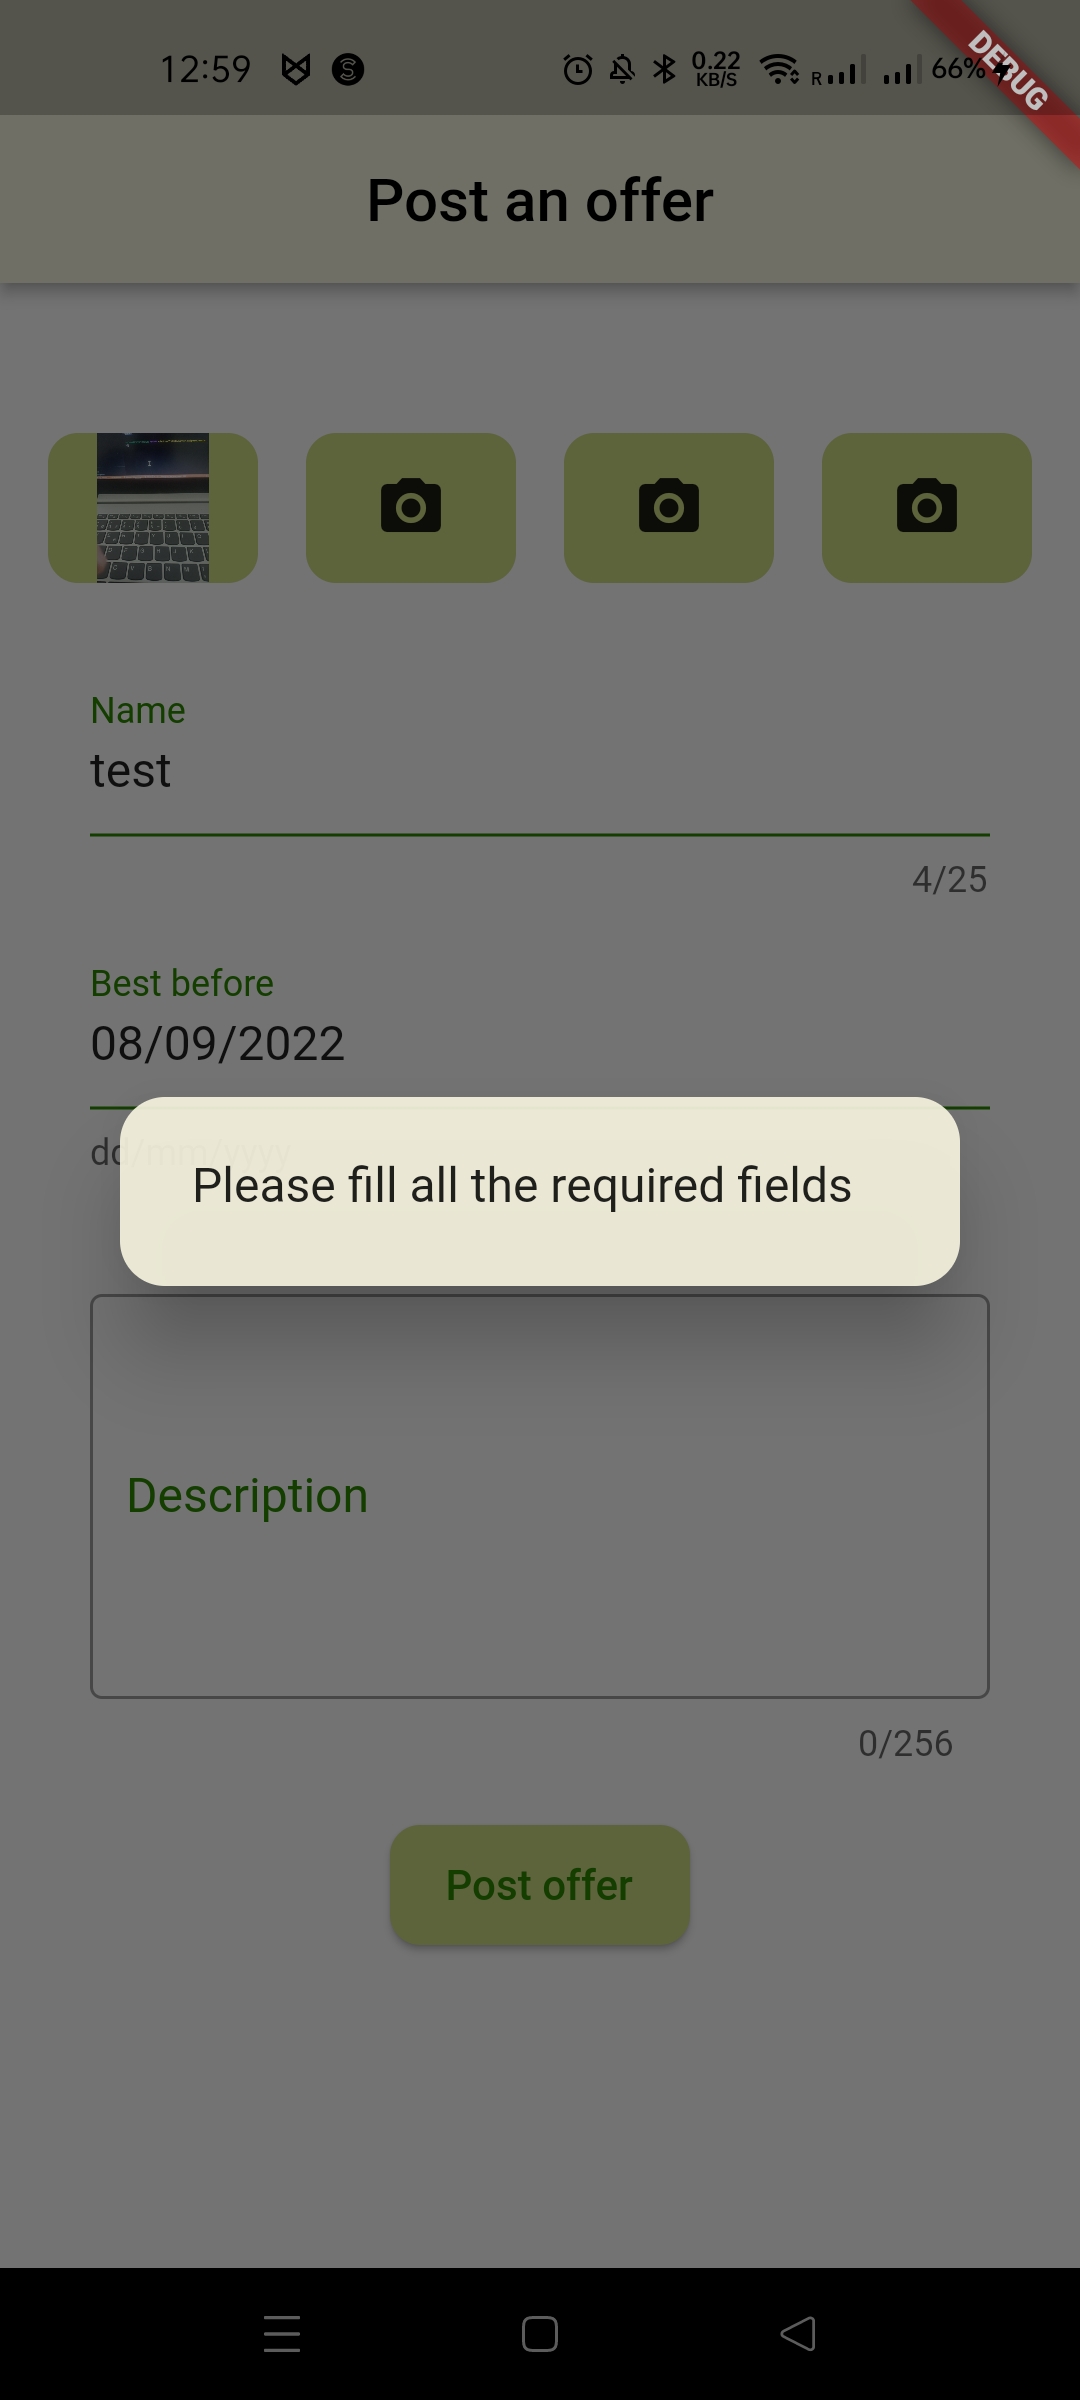 12:59
0.22
KB/S
R
66%
DEBUG
Post an offer
Name
test
4/25
Best before
08/09/2022
dd/mm/yyyy
Please fill all the required fields
Description
0/256
Post offer